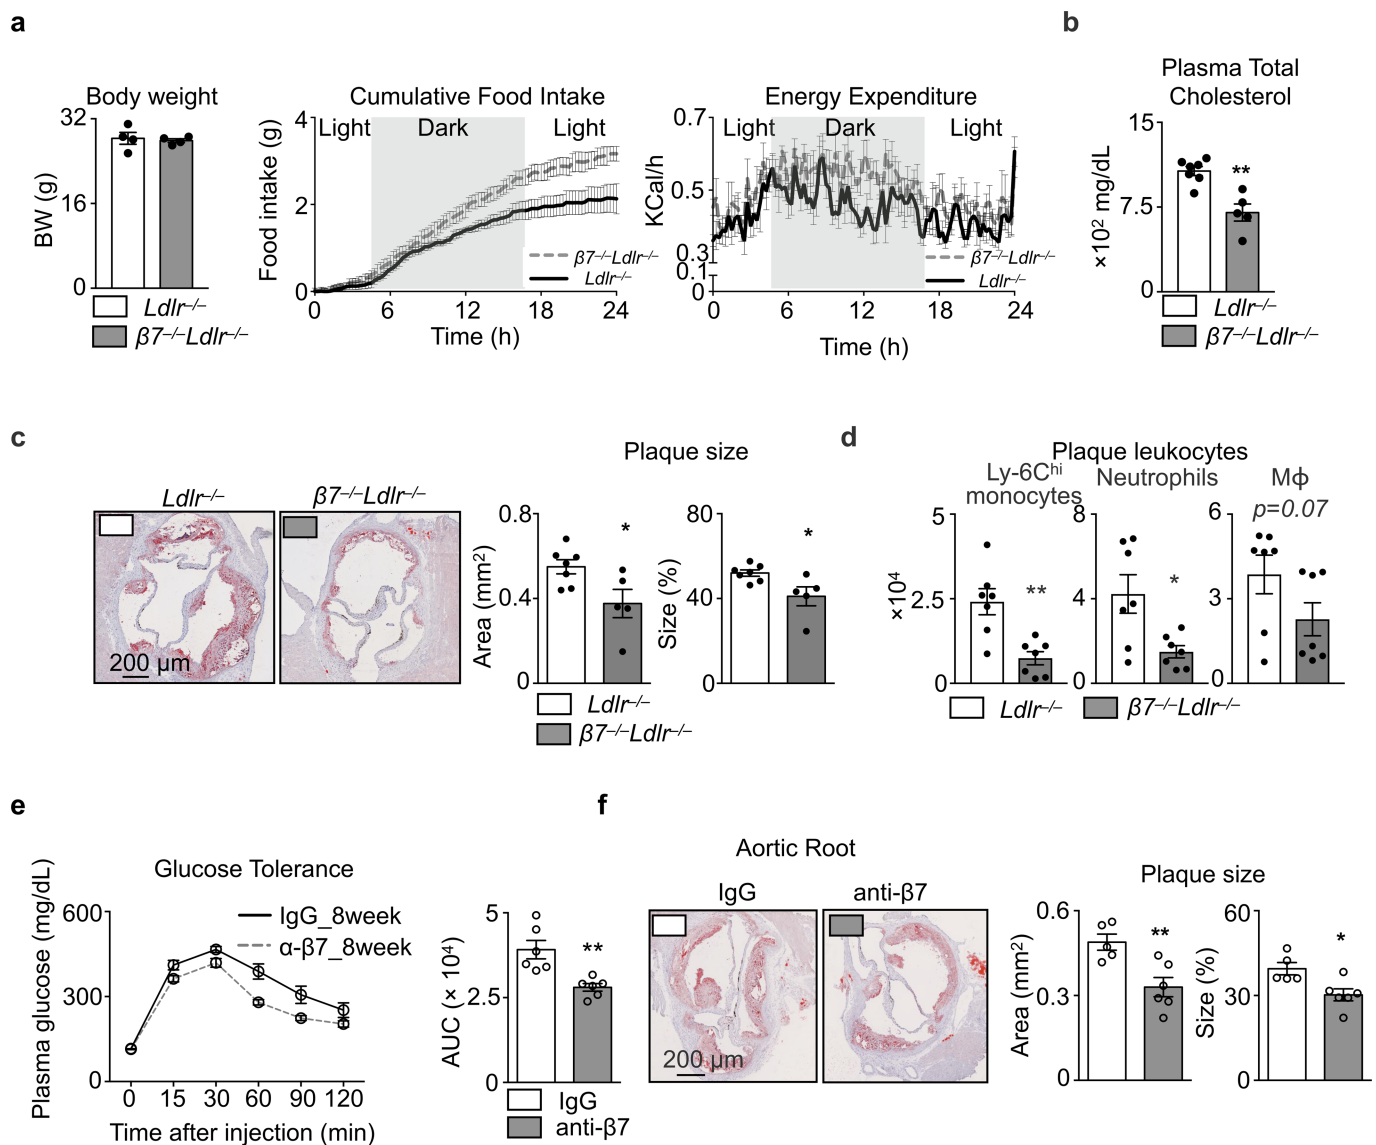 a
Body weight
BW (g)
32
16
0
Ldlr–/–
β7–/–Ldlr–/–
Cumulative Food Intake
Food intake (g)
4
2
0
Light
Dark
Light
β7–/–Ldlr–/–
Ldlr–/–
0 6 12 18 24
Time (h)
Energy Expenditure
KCal/h
0.7
0.5
0.3
0.1
0
Light
Dark
Light
β7–/–Ldlr–/–
Ldlr–/–
0 6 12 18 24
Time (h)
b
Plasma Total
Cholesterol
×10² mg/dL
15
7.5
0
**
Ldlr–/–
β7–/–Ldlr–/–
c
Ldlr–/–
β7–/–Ldlr–/–
200 µm
Plaque size
Area (mm²)
0.8
0.4
0
*
Size (%)
80
40
0
*
Ldlr–/–
β7–/–Ldlr–/–
d
Plaque leukocytes
Ly-6Chi
monocytes
×10⁴
5
2.5
0
**
Neutrophils
8
4
0
*
Mϕ
p=0.07
6
3
0
Ldlr–/–
β7–/–Ldlr–/–
e
Glucose Tolerance
Plasma glucose (mg/dL)
600
300
0
IgG_8week
α-β7_8week
0 15 30 60 90 120
Time after injection (min)
AUC (× 10⁴)
5
2.5
0
**
IgG
anti-β7
f
Aortic Root
IgG
anti-β7
200 µm
Plaque size
Area (mm²)
0.6
0.3
0
**
Size (%)
60
30
0
*